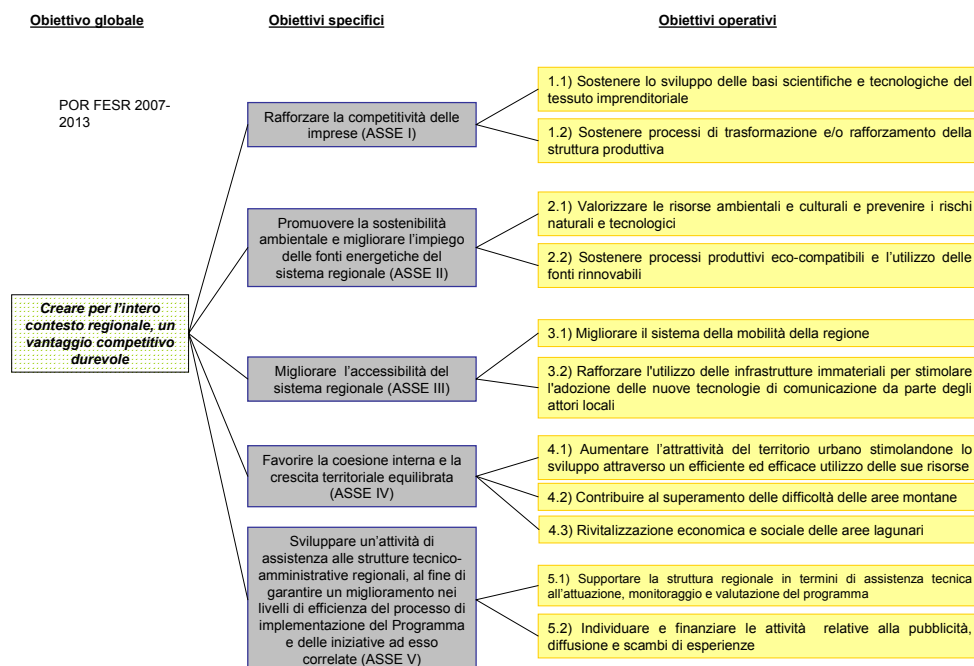 Obiettivo globale
Obiettivi specifici
Obiettivi operativi
POR FESR 2007-
2013
Creare per l'intero
contesto regionale, un
vantaggio competitivo
durevole
Rafforzare la competitività delle
imprese (ASSE I)
1.1) Sostenere lo sviluppo delle basi scientifiche e tecnologiche del
tessuto imprenditoriale
1.2) Sostenere processi di trasformazione e/o rafforzamento della
struttura produttiva
Promuovere la sostenibilità
ambientale e migliorare l'impiego
delle fonti energetiche del
sistema regionale (ASSE II)
2.1) Valorizzare le risorse ambientali e culturali e prevenire i rischi
naturali e tecnologici
2.2) Sostenere processi produttivi eco-compatibili e l'utilizzo delle
fonti rinnovabili
Migliorare l'accessibilità del
sistema regionale (ASSE III)
3.1) Migliorare il sistema della mobilità della regione
3.2) Rafforzare l'utilizzo delle infrastrutture immateriali per stimolare
l'adozione delle nuove tecnologie di comunicazione da parte degli
attori locali
Favorire la coesione interna e la
crescita territoriale equilibrata
(ASSE IV)
4.1) Aumentare l'attrattività del territorio urbano stimolandone lo
sviluppo attraverso un efficiente ed efficace utilizzo delle sue risorse
4.2) Contribuire al superamento delle difficoltà delle aree montane
4.3) Rivitalizzazione economica e sociale delle aree lagunari
Sviluppare un'attività di
assistenza alle strutture tecnico-
amministrative regionali, al fine di
garantire un miglioramento nei
livelli di efficienza del processo di
implementazione del Programma
e delle iniziative ad esso
correlate (ASSE V)
5.1) Supportare la struttura regionale in termini di assistenza tecnica
all'attuazione, monitoraggio e valutazione del programma
5.2) Individuare e finanziare le attività relative alla pubblicità,
diffusione e scambi di esperienze